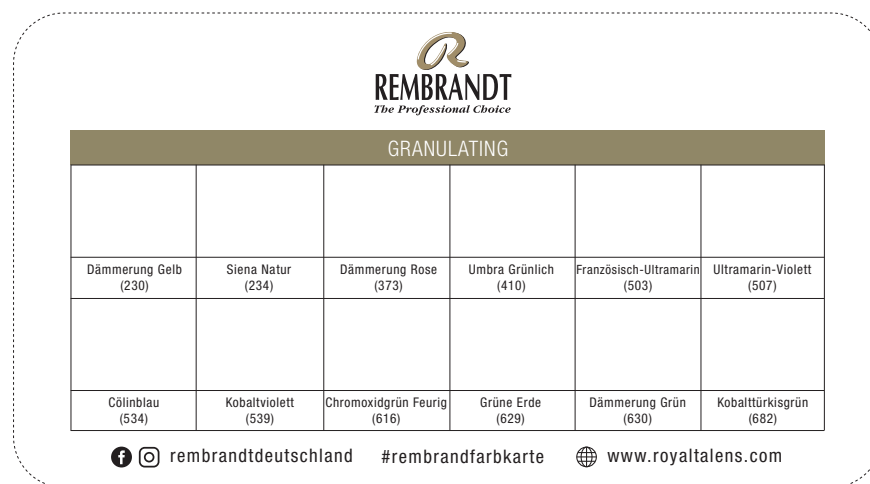 REMBRANDT
The Professional Choice
GRANULATING
Dämmerung Gelb
(230)
Siena Natur
(234)
Dämmerung Rose
(373)
Umbra Grünlich
(410)
Französisch-Ultramarin
(503)
Ultramarin-Violett
(507)
Cölinblau
(534)
Kobaltviolett
(539)
Chromoxidgrün Feurig
(616)
Grüne Erde
(629)
Dämmerung Grün
(630)
Kobalttürkisgrün
(682)
rembrandtdeutschland #rembrandfarbkarte www.royaltalens.com